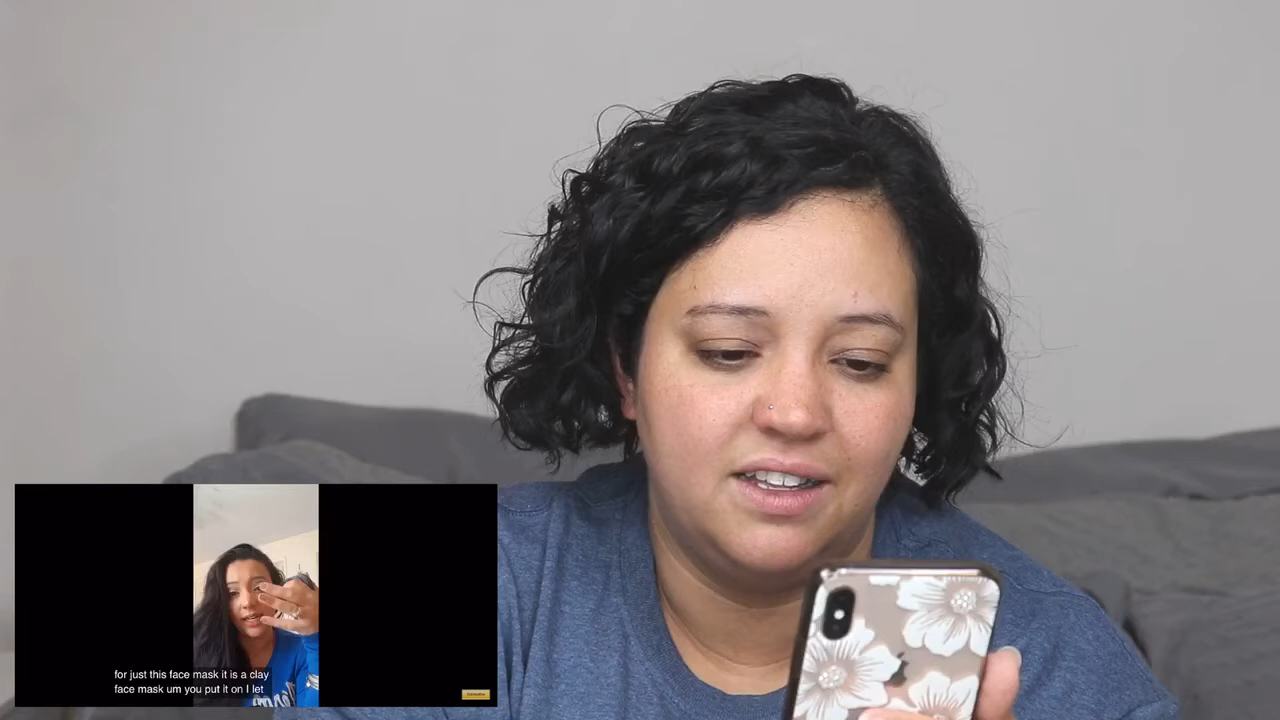 for just this face mask it is a clay
face mask um you put it on I let